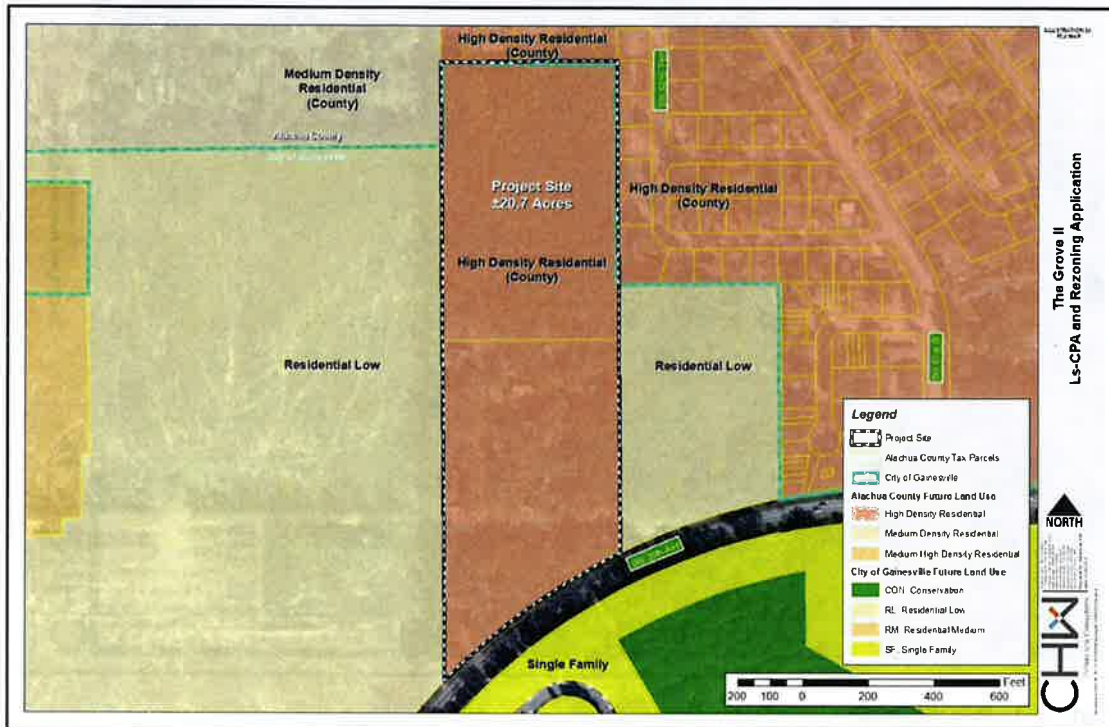 High Density Residential
(County)
Medium Density
Residential
(County)
Alachua County
Project Site
±20.7 Acres
High Density Residential
(County)
High Density Residential
(County)
Residential Low
Residential Low
Single Family
Legend
Project Site
Alachua County Tax Parcels
City of Gainesville
Alachua County Future Land Use
High Density Residential
Medium Density Residential
Medium High Density Residential
City of Gainesville Future Land Use
CON Conservation
RL Residential Low
RM Residential Medium
SF Single Family
Feet
200 100 0 200 400 600
The Grove II
Ls-CPA and Rezoning Application
NORTH
CHW